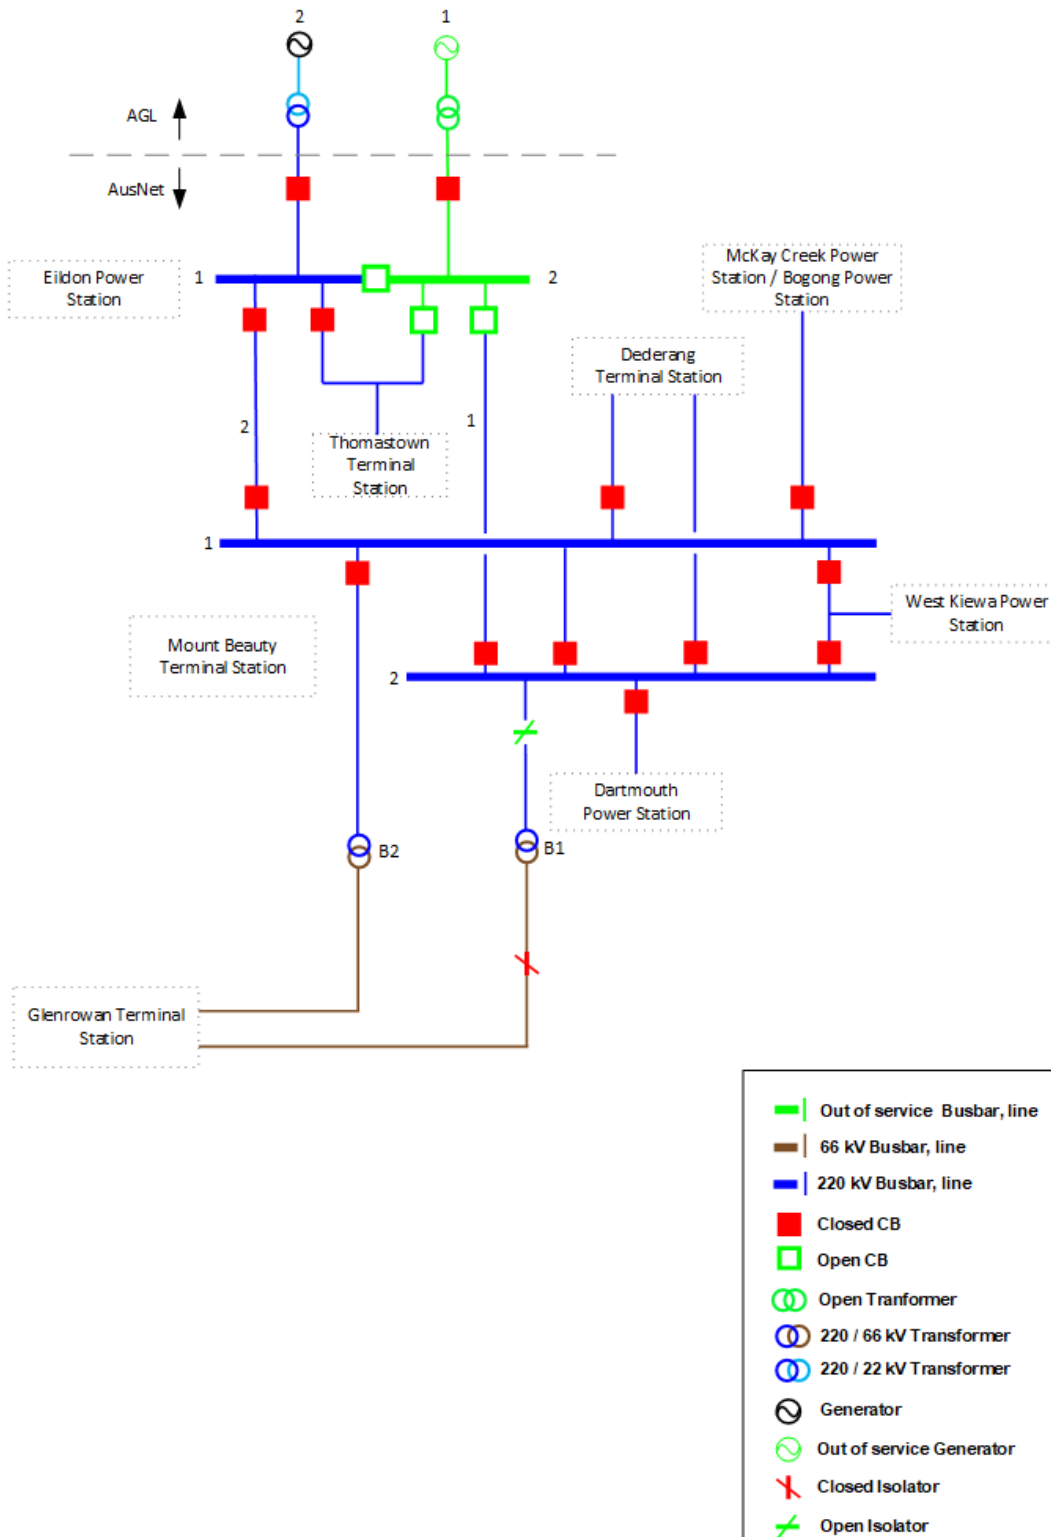 2
1
AGL
AusNet
Eildon Power
Station
1
2
McKay Creek Power
Station / Bogong Power
Station
Dederang
Terminal Station
2
1
Thomastown
Terminal
Station
1
West Kiewa Power
Station
Mount Beauty
Terminal Station
2
Dartmouth
Power Station
B2
B1
Glenrowan Terminal
Station
Out of service Busbar, line
66 kV Busbar, line
220 kV Busbar, line
Closed CB
Open CB
Open Tranformer
220 / 66 kV Transformer
220 / 22 kV Transformer
Generator
Out of service Generator
Closed Isolator
Open Isolator